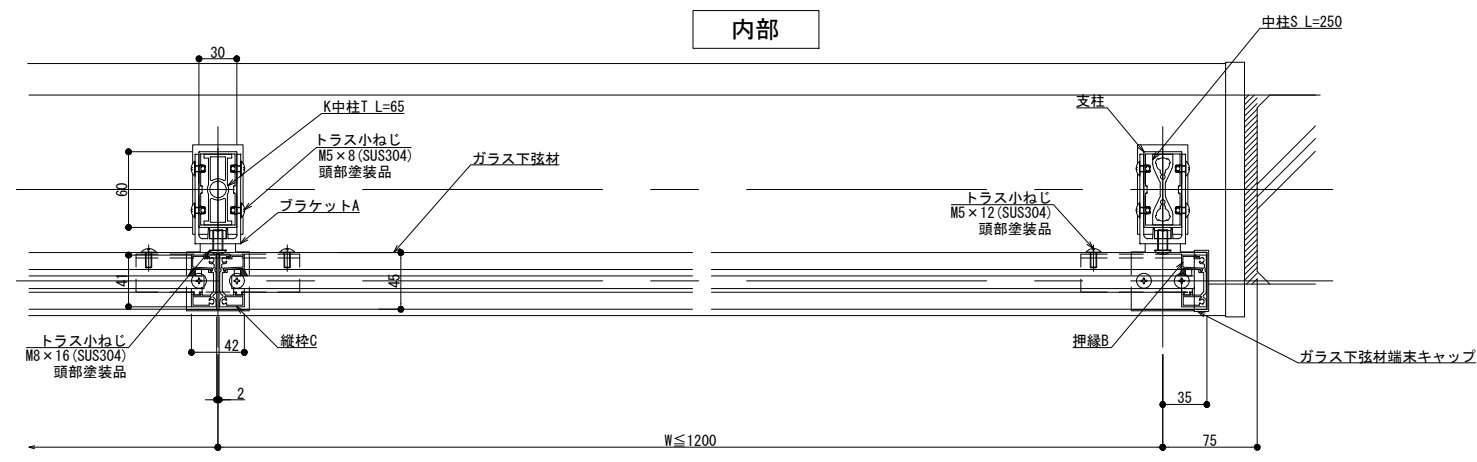 内部
中柱S L=250
30
K中柱T L=65
支柱
トラス小ねじ
M5×8(SUS304)
頭部塗装品
ガラス下弦材
60
ブラケットA
トラス小ねじ
M5×12(SUS304)
頭部塗装品
41
45
トラス小ねじ
M8×16(SUS304)
頭部塗装品
42
縦枠C
押縁B
ガラス下弦材端末キャップ
2
35
W≦1200
75